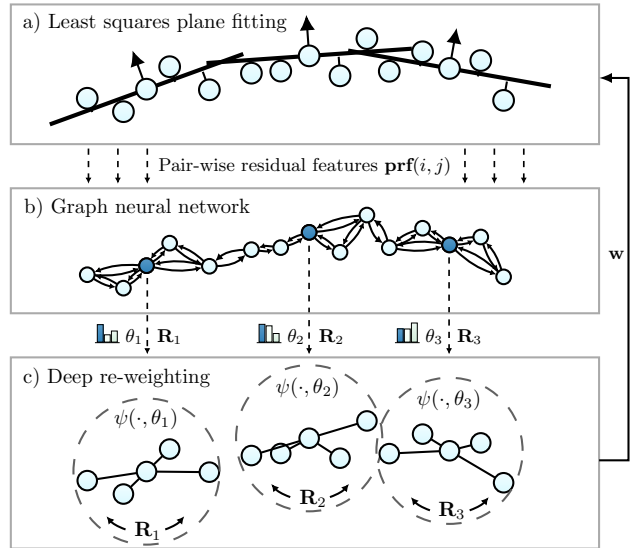 a) Least squares plane fitting
Pair-wise residual features prf(i, j)
b) Graph neural network
w
θ₁ R₁ θ₂ R₂ θ₃ R₃
c) Deep re-weighting
ψ(·, θ₁) ψ(·, θ₂) ψ(·, θ₃)
R₁ R₂ R₃